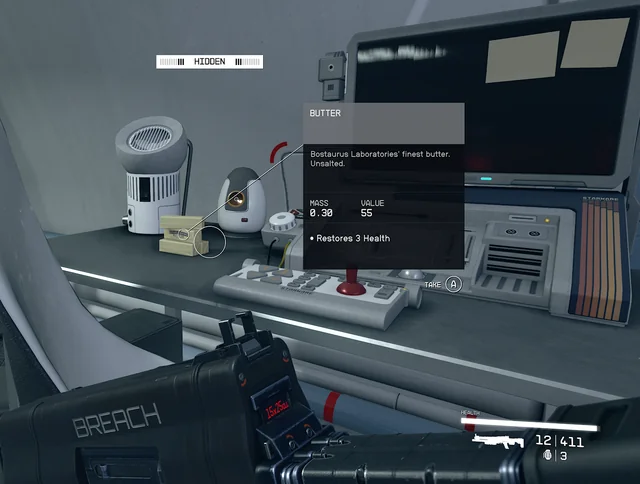 HIDDEN
BUTTER
Bostaurus Laboratories' finest butter.
Unsalted.
MASS VALUE
0.30 55
• Restores 3 Health
TAKE A
BREACH
HEALTH
12 | 411
3